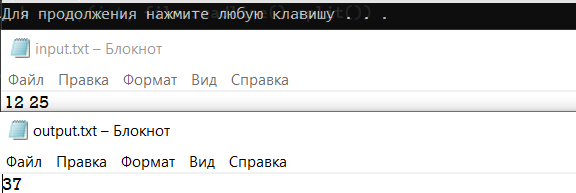 Для продолжения нажмите любую клавишу . . .
input.txt – Блокнот
Файл Правка Формат Вид Справка
12 25
output.txt – Блокнот
Файл Правка Формат Вид Справка
37